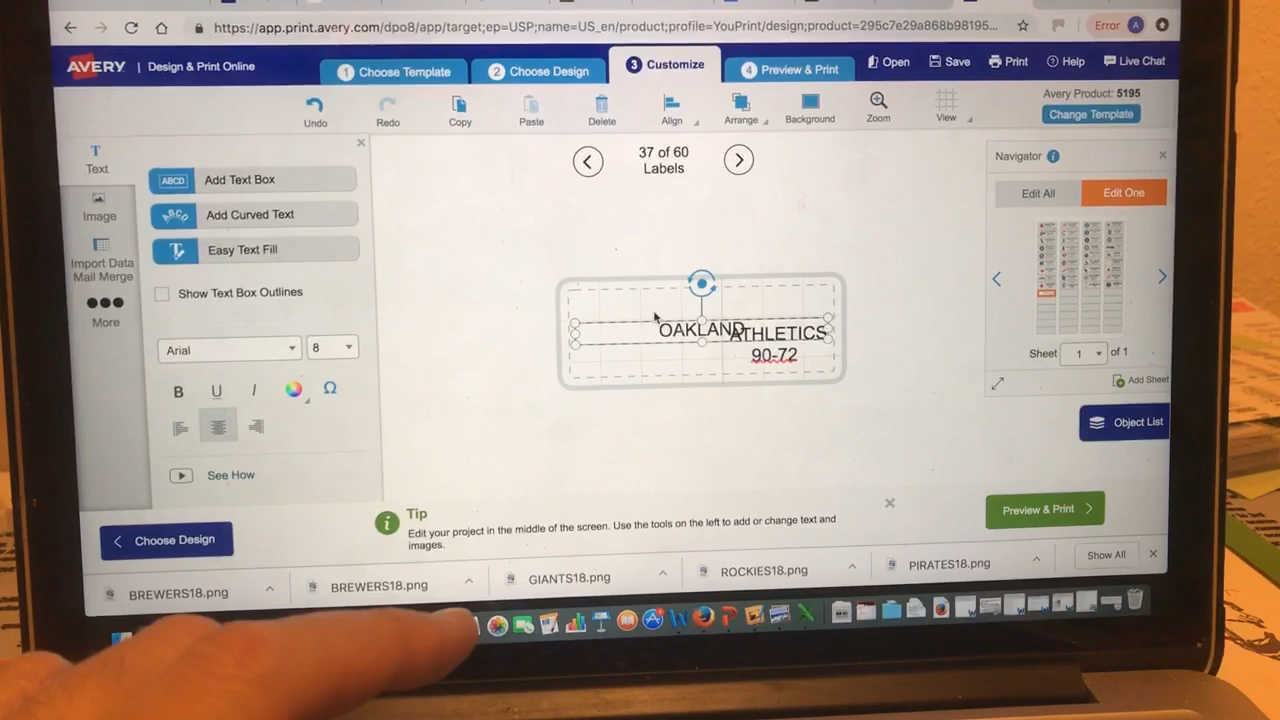 https://app.print.avery.com/dpo8/app/target;ep=USP;name=US_en/product;profile=YouPrint/design;product=295c7e29a868b98195...
Error A
AVERY | Design & Print Online
1 Choose Template
2 Choose Design
3 Customize
4 Preview & Print
Open
Save
Print
Help
Live Chat
Undo
Redo
Copy
Paste
Delete
Align
Arrange
Background
Zoom
View
Avery Product: 5195
Change Template
Text
Image
Import Data
Mail Merge
More
ABCD Add Text Box
ABCD Add Curved Text
Easy Text Fill
Show Text Box Outlines
Arial
8
B U I Ω
See How
37 of 60
Labels
OAKLAND
ATHLETICS
90-72
Navigator
Edit All
Edit One
Sheet 1 of 1
Add Sheet
Object List
Tip
Edit your project in the middle of the screen. Use the tools on the left to add or change text and
images.
Choose Design
Preview & Print
BREWERS18.png
BREWERS18.png
GIANTS18.png
ROCKIES18.png
PIRATES18.png
Show All